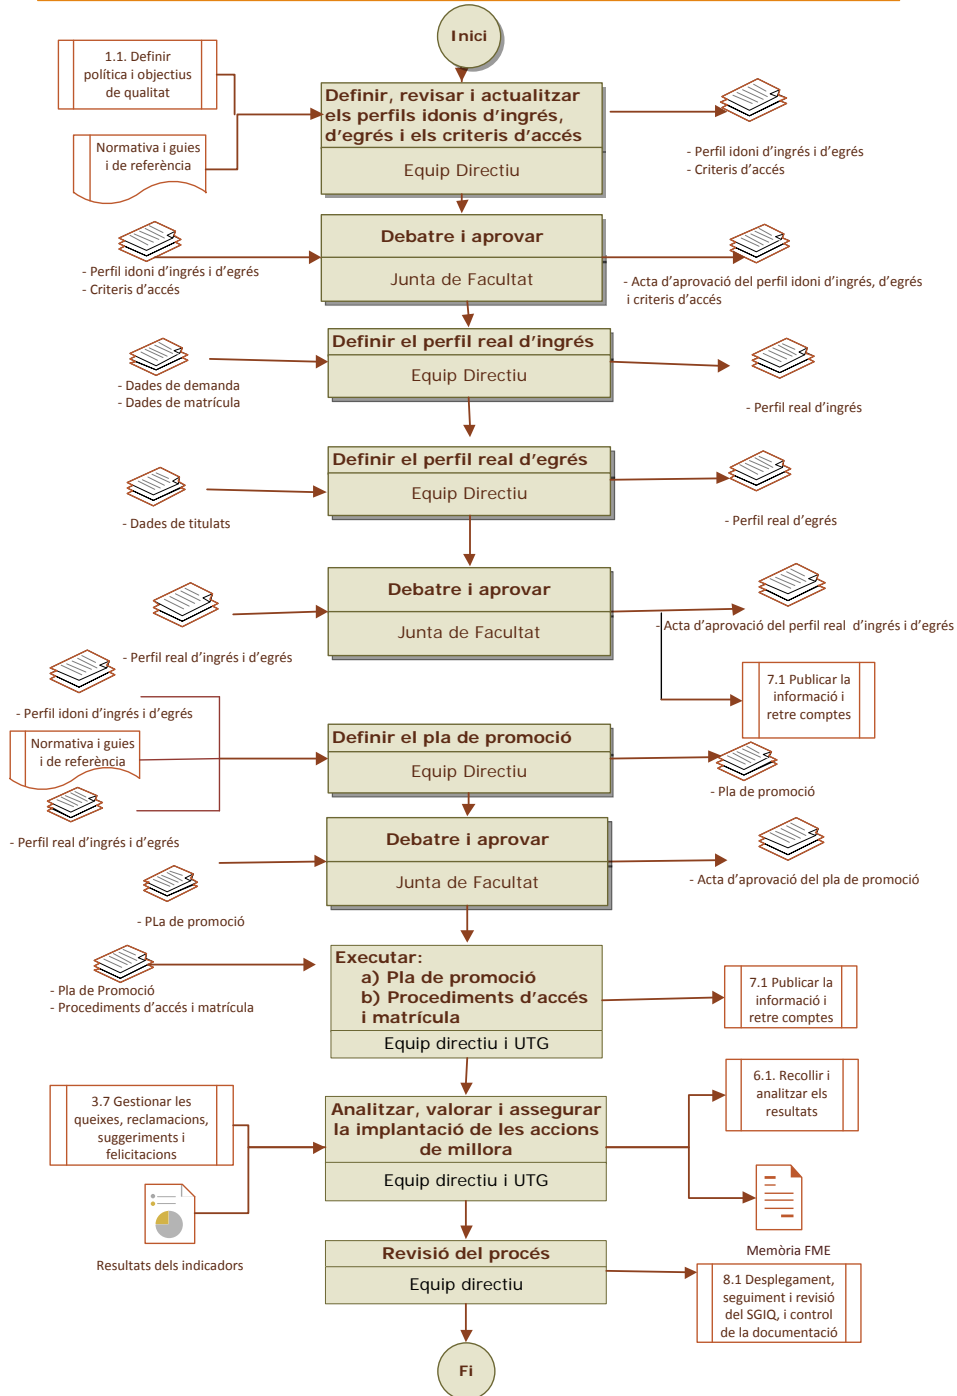 Inici
1.1. Definir
política i objectius
de qualitat
Normativa i guies
i de referència
Definir, revisar i actualitzar
els perfils idonis d'ingrés,
d'egrés i els criteris d'accés
Equip Directiu
- Perfil idoni d'ingrés i d'egrés
- Criteris d'accés
- Perfil idoni d'ingrés i d'egrés
- Criteris d'accés
Debatre i aprovar
Junta de Facultat
- Acta d'aprovació del perfil idoni d'ingrés, d'egrés
i criteris d'accés
- Dades de demanda
- Dades de matrícula
Definir el perfil real d'ingrés
Equip Directiu
- Perfil real d'ingrés
- Dades de titulats
Definir el perfil real d'egrés
Equip Directiu
- Perfil real d'egrés
- Perfil real d'ingrés i d'egrés
Debatre i aprovar
Junta de Facultat
- Acta d'aprovació del perfil real  d'ingrés i d'egrés
7.1 Publicar la
informació i
retre comptes
- Perfil idoni d'ingrés i d'egrés
Normativa i guies
i de referència
- Perfil real d'ingrés i d'egrés
Definir el pla de promoció
Equip Directiu
- Pla de promoció
- PLa de promoció
Debatre i aprovar
Junta de Facultat
- Acta d'aprovació del pla de promoció
- Pla de Promoció
- Procediments d'accés i matrícula
Executar:
a) Pla de promoció
b) Procediments d'accés
i matrícula
Equip directiu i UTG
7.1 Publicar la
informació i
retre comptes
3.7 Gestionar les
queixes, reclamacions,
suggeriments i
felicitacions
Resultats dels indicadors
Analitzar, valorar i assegurar
la implantació de les accions
de millora
Equip directiu i UTG
6.1. Recollir i
analitzar els
resultats
Memòria FME
Revisió del procés
Equip directiu
8.1 Desplegament,
seguiment i revisió
del SGIQ, i control
de la documentació
Fi